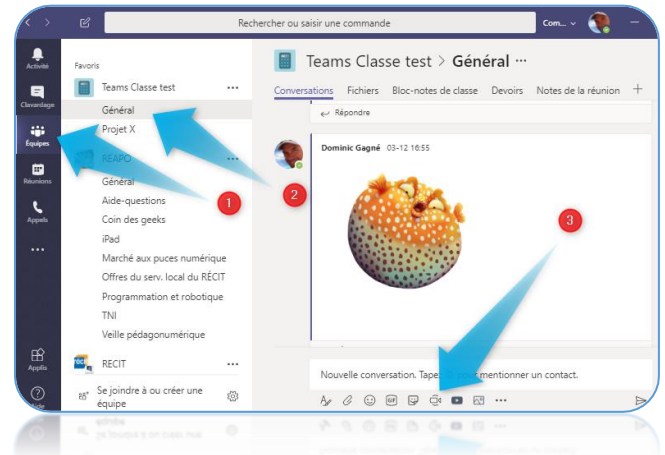 Rechercher ou saisir une commande
Com...
Activité
Clavardage
Équipes
Réunions
Appels
Applis
Aide
Favoris
Teams Classe test
Général
Projet X
REAPO
Général
Aide-questions
Coin des geeks
iPad
Marché aux puces numérique
Offres du serv. local du RÉCIT
Programmation et robotique
TNI
Veille pédagonumérique
RECIT
Se joindre à ou créer une
équipe
1
2
Teams Classe test > Général ...
Conversations Fichiers Bloc-notes de classe Devoirs Notes de la réunion +
Répondre
Dominic Gagné 03-12 16:55
3
Nouvelle conversation. Tapez mentionner un contact.
GIF